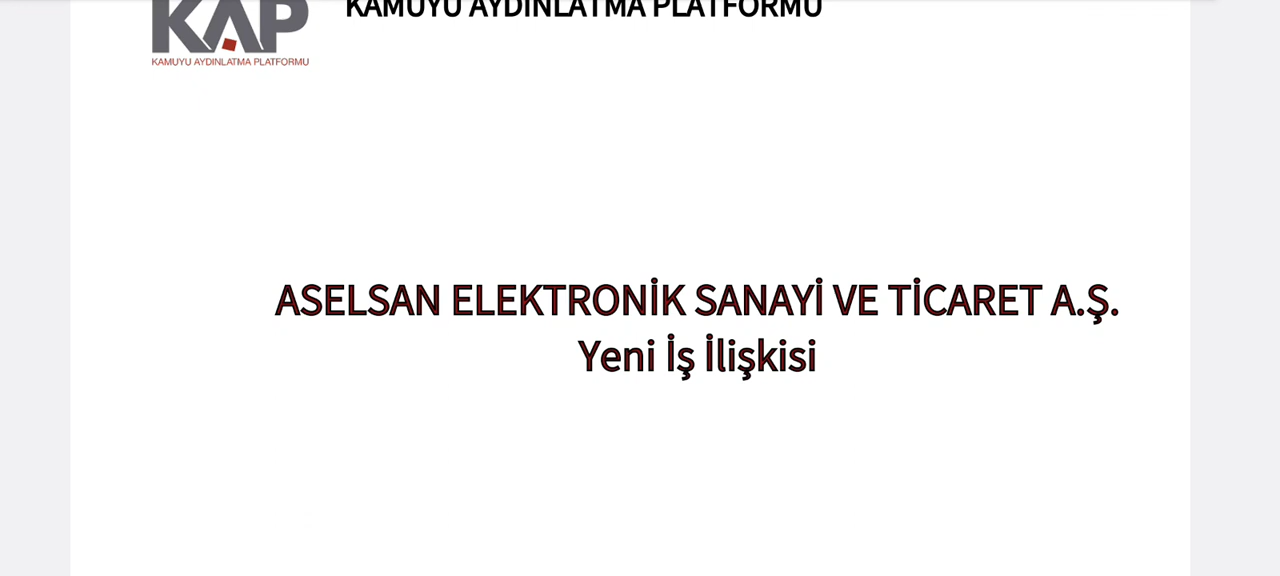 KAMUYU AYDINLATMA PLATFORMU
KAP
KAMUYU AYDINLATMA PLATFORMU
ASELSAN ELEKTRONİK SANAYİ VE TİCARET A.Ş.
Yeni İş İlişkisi